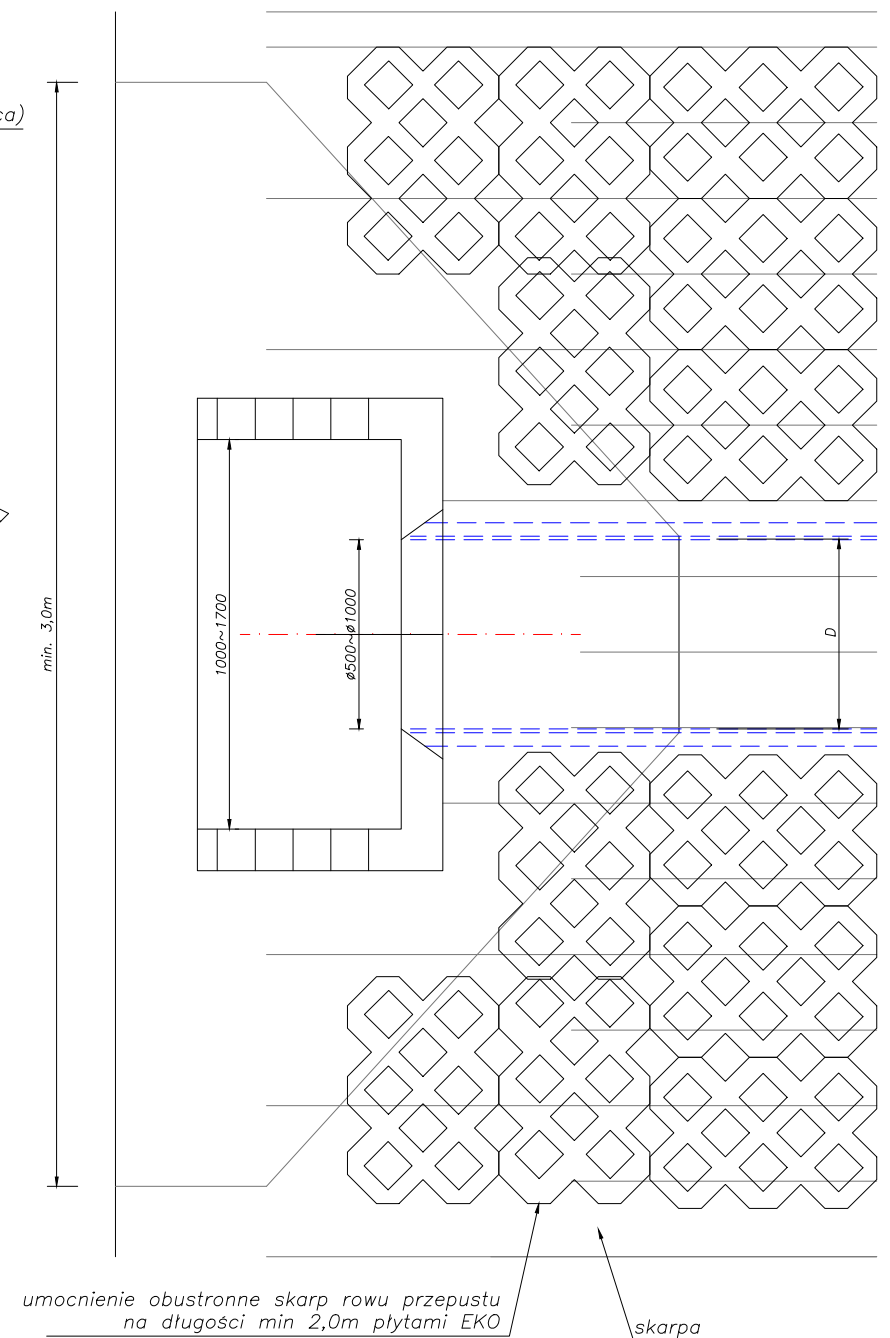 min. 3,0m
1000~1700
ø500~ø1000
D
umocnienie obustronne skarp rowu przepustu
na długości min 2,0m płytami EKO
skarpa